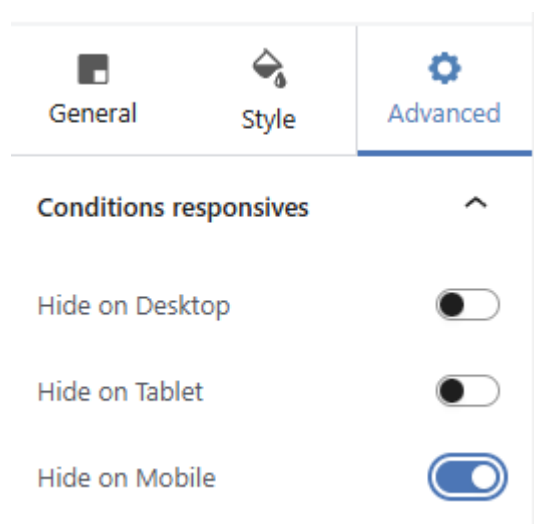 General
Style
Advanced
Conditions responsives
Hide on Desktop
Hide on Tablet
Hide on Mobile